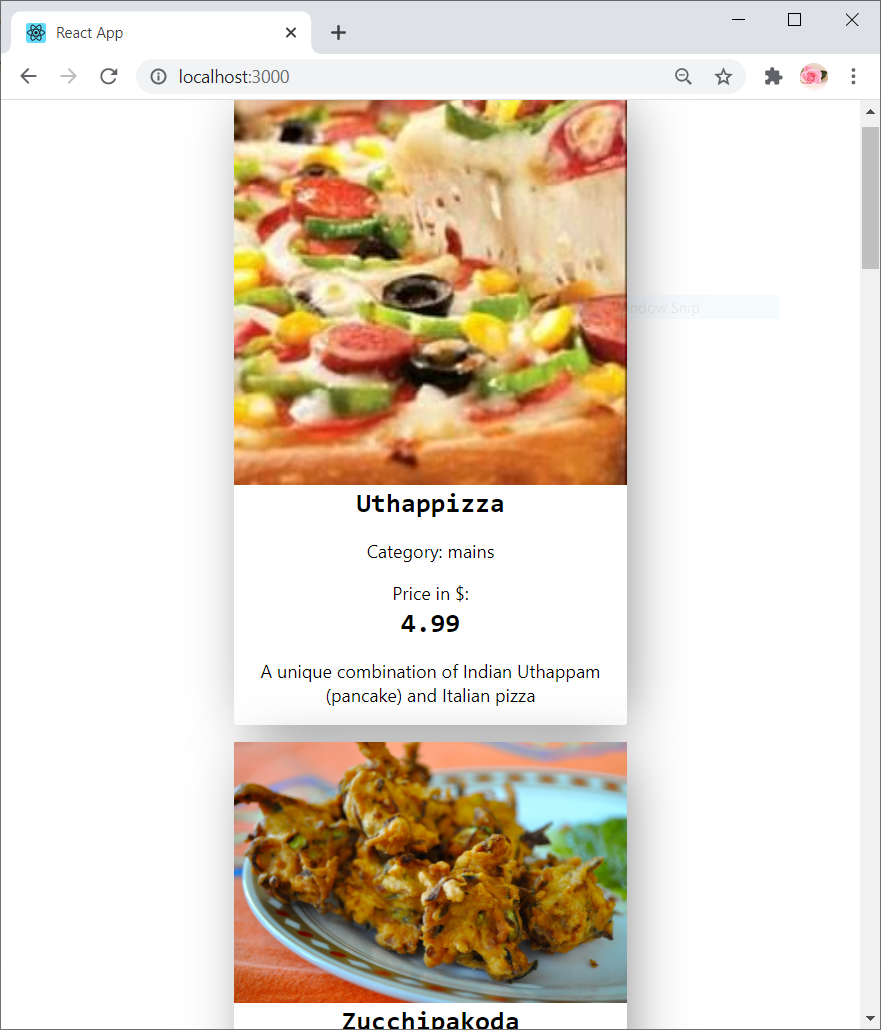 React App
localhost:3000
Window Snip
Uthappizza
Category: mains
Price in $:
4.99
A unique combination of Indian Uthappam
(pancake) and Italian pizza
Zucchipakoda